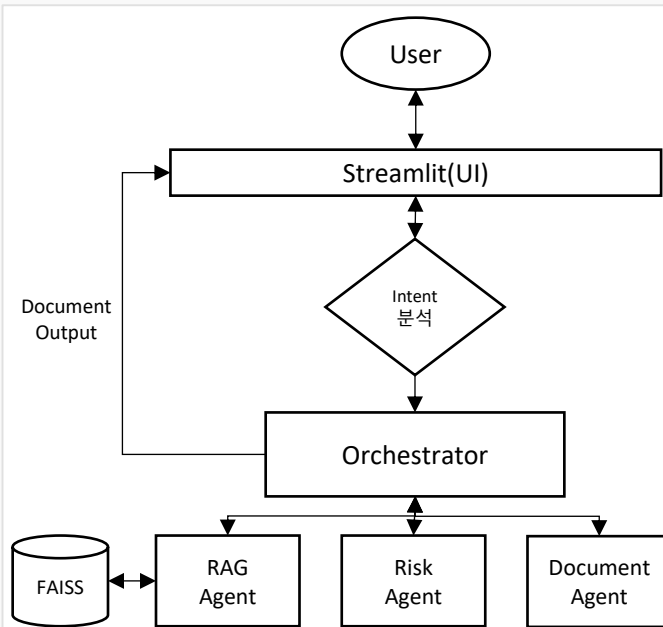 User
Streamlit(UI)
Intent
분석
Document
Output
Orchestrator
FAISS
RAG
Agent
Risk
Agent
Document
Agent